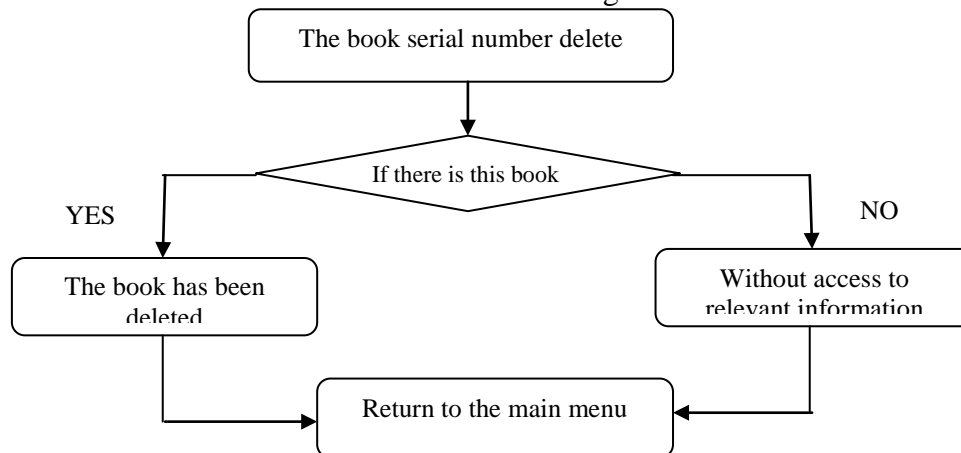 The book serial number delete
If there is this book
YES
NO
The book has been
deleted
Without access to
relevant information
Return to the main menu